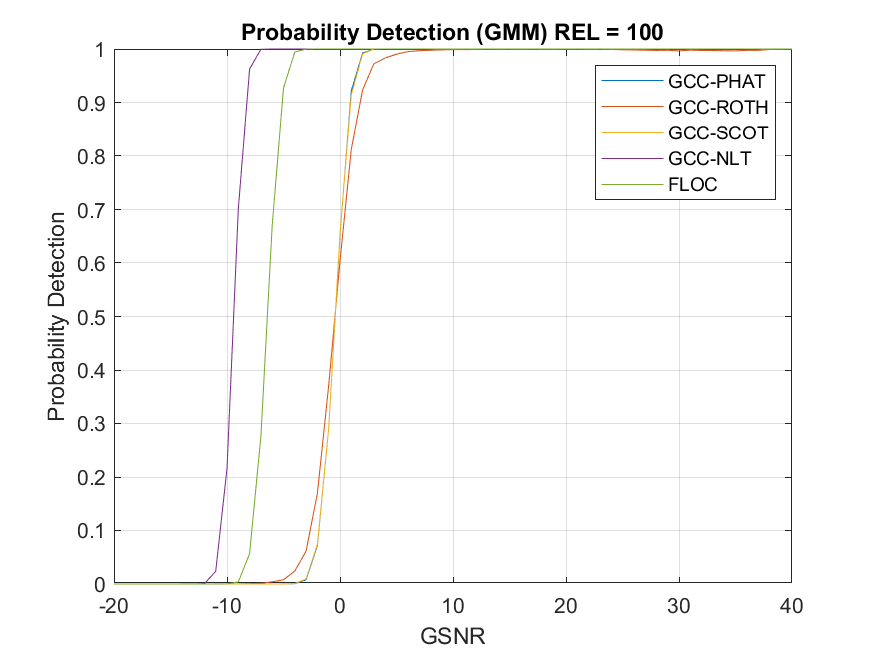 Probability Detection (GMM) REL = 100
1
0.9
0.8
0.7
0.6
0.5
0.4
0.3
0.2
0.1
0
Probability Detection
GCC-PHAT
GCC-ROTH
GCC-SCOT
GCC-NLT
FLOC
-20 -10 0 10 20 30 40
GSNR